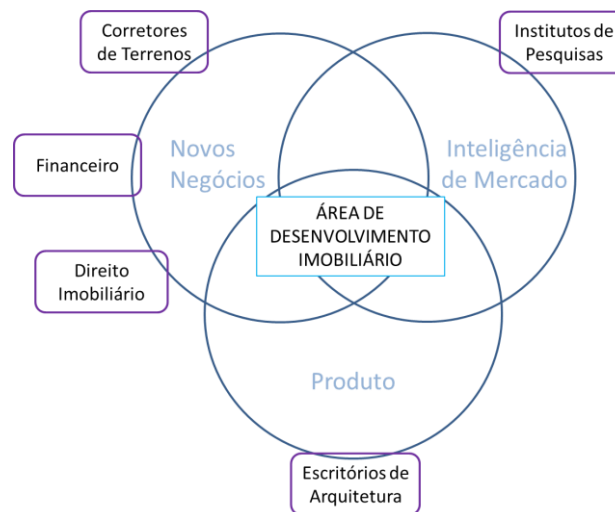 Corretores
de Terrenos
Institutos de
Pesquisas
Financeiro
Novos
Negócios
Inteligência
de Mercado
ÁREA DE
DESENVOLVIMENTO
IMOBILIÁRIO
Direito
Imobiliário
Produto
Escritórios de
Arquitetura